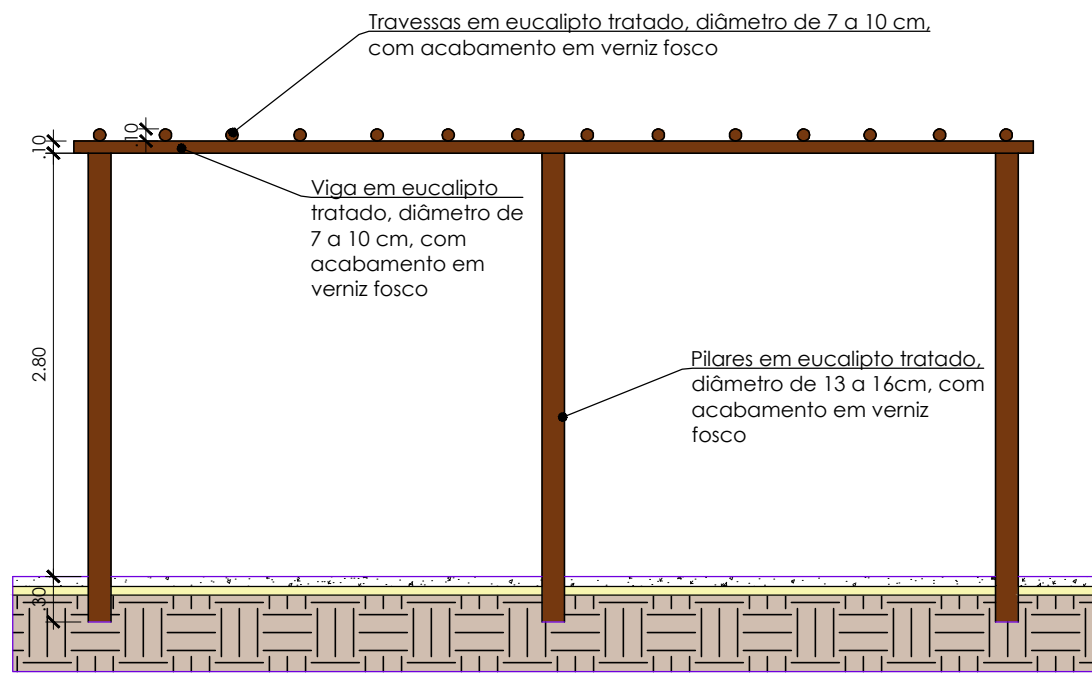 Travessas em eucalipto tratado, diâmetro de 7 a 10 cm,
com acabamento em verniz fosco
.10
.10
Viga em eucalipto
tratado, diâmetro de
7 a 10 cm, com
acabamento em
verniz fosco
2.80
Pilares em eucalipto tratado,
diâmetro de 13 a 16cm, com
acabamento em verniz
fosco
.30